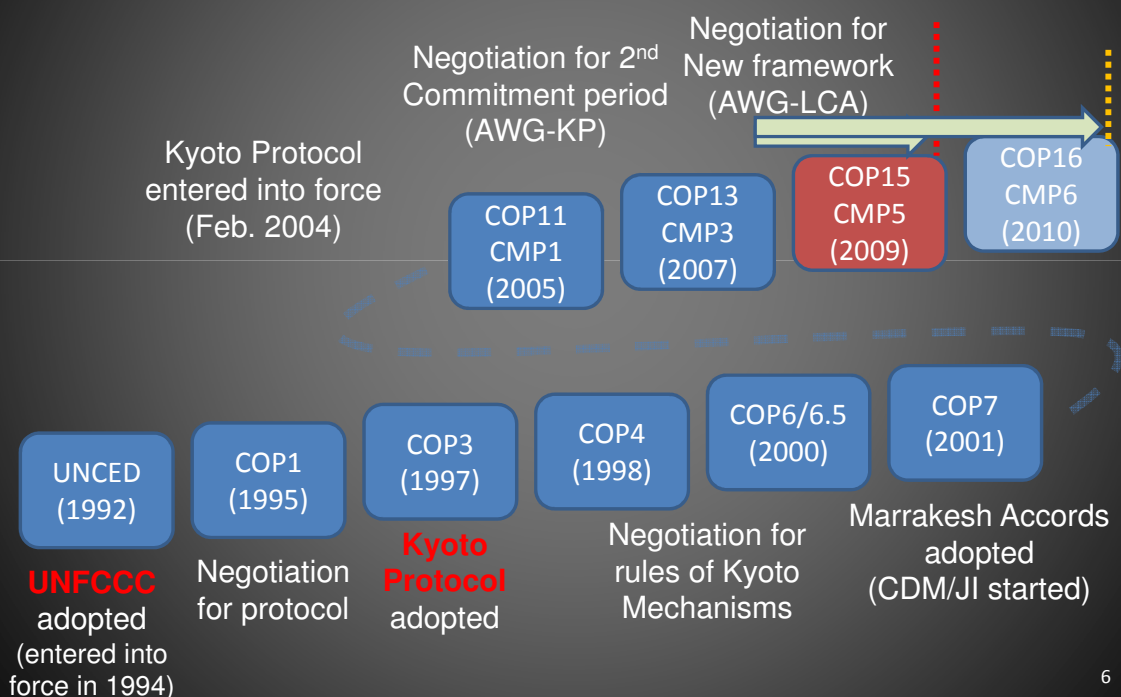 Negotiation for 2nd
Commitment period
(AWG-KP)
Negotiation for
New framework
(AWG-LCA)
Kyoto Protocol
entered into force
(Feb. 2004)
COP11
CMP1
(2005)
COP13
CMP3
(2007)
COP15
CMP5
(2009)
COP16
CMP6
(2010)
UNCED
(1992)
COP1
(1995)
COP3
(1997)
COP4
(1998)
COP6/6.5
(2000)
COP7
(2001)
UNFCCC
adopted
(entered into
force in 1994)
Negotiation
for protocol
Kyoto
Protocol
adopted
Negotiation for
rules of Kyoto
Mechanisms
Marrakesh Accords
adopted
(CDM/JI started)
6